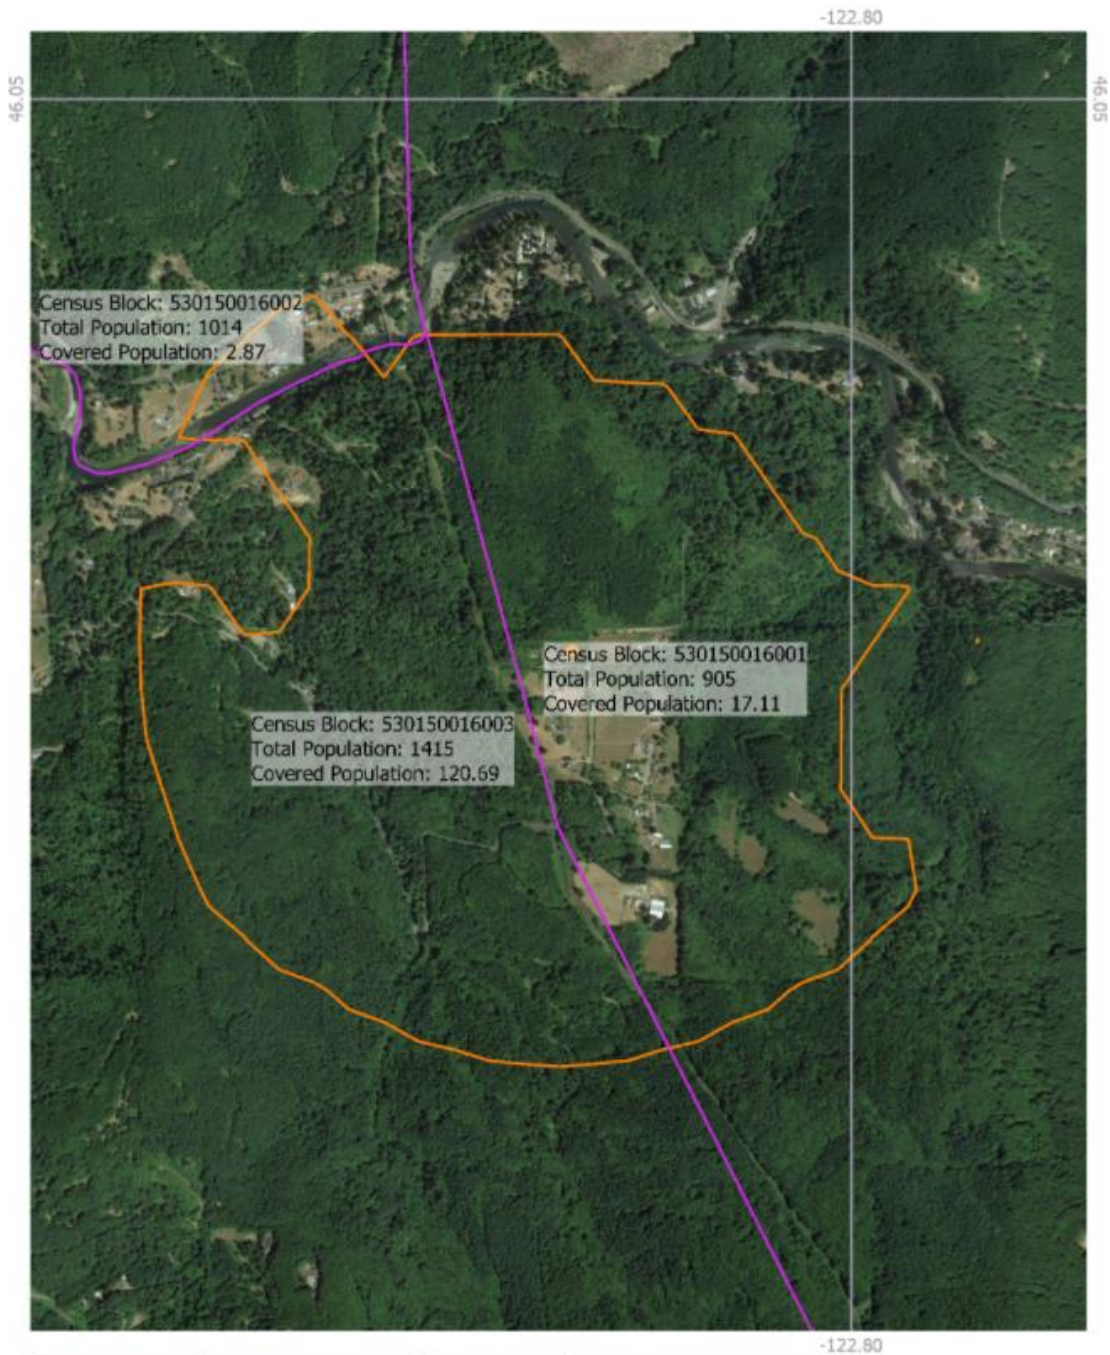 -122.80
46.05
46.05
Census Block: 530150016002
Total Population: 1014
Covered Population: 2.87
Census Block: 530150016001
Total Population: 905
Covered Population: 17.11
Census Block: 530150016003
Total Population: 1415
Covered Population: 120.69
-122.80